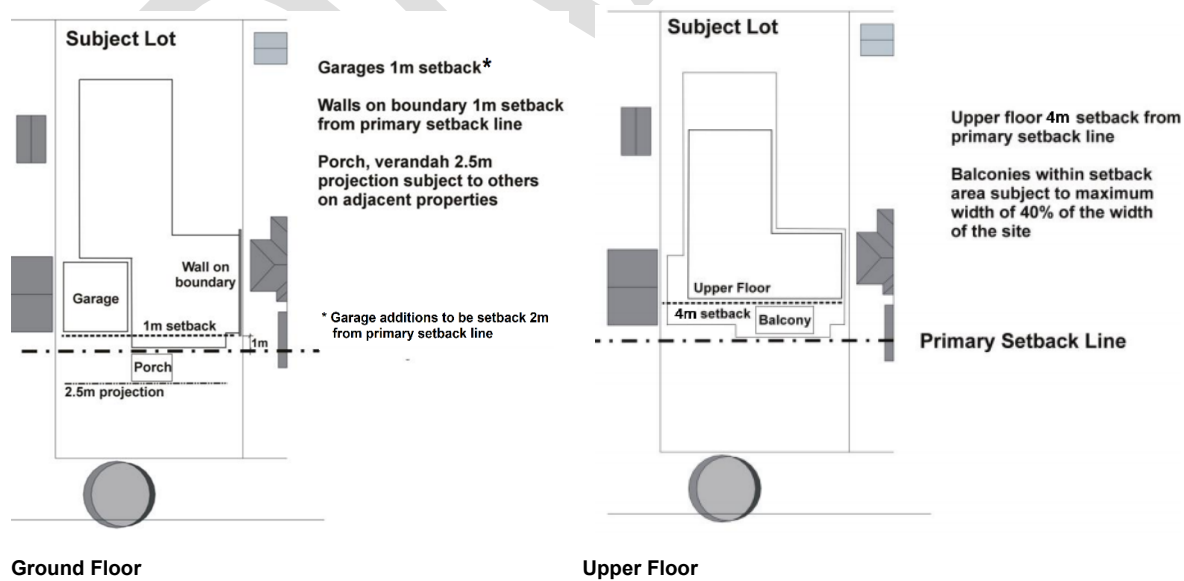 Subject Lot
Garages 1m setback*
Walls on boundary 1m setback
from primary setback line
Porch, verandah 2.5m
projection subject to others
on adjacent properties
Wall on
boundary
Garage
1m setback
1m
* Garage additions to be setback 2m
from primary setback line
Porch
2.5m projection
Ground Floor
Subject Lot
Upper floor 4m setback from
primary setback line
Balconies within setback
area subject to maximum
width of 40% of the width
of the site
Upper Floor
4m setback
Balcony
Primary Setback Line
Upper Floor